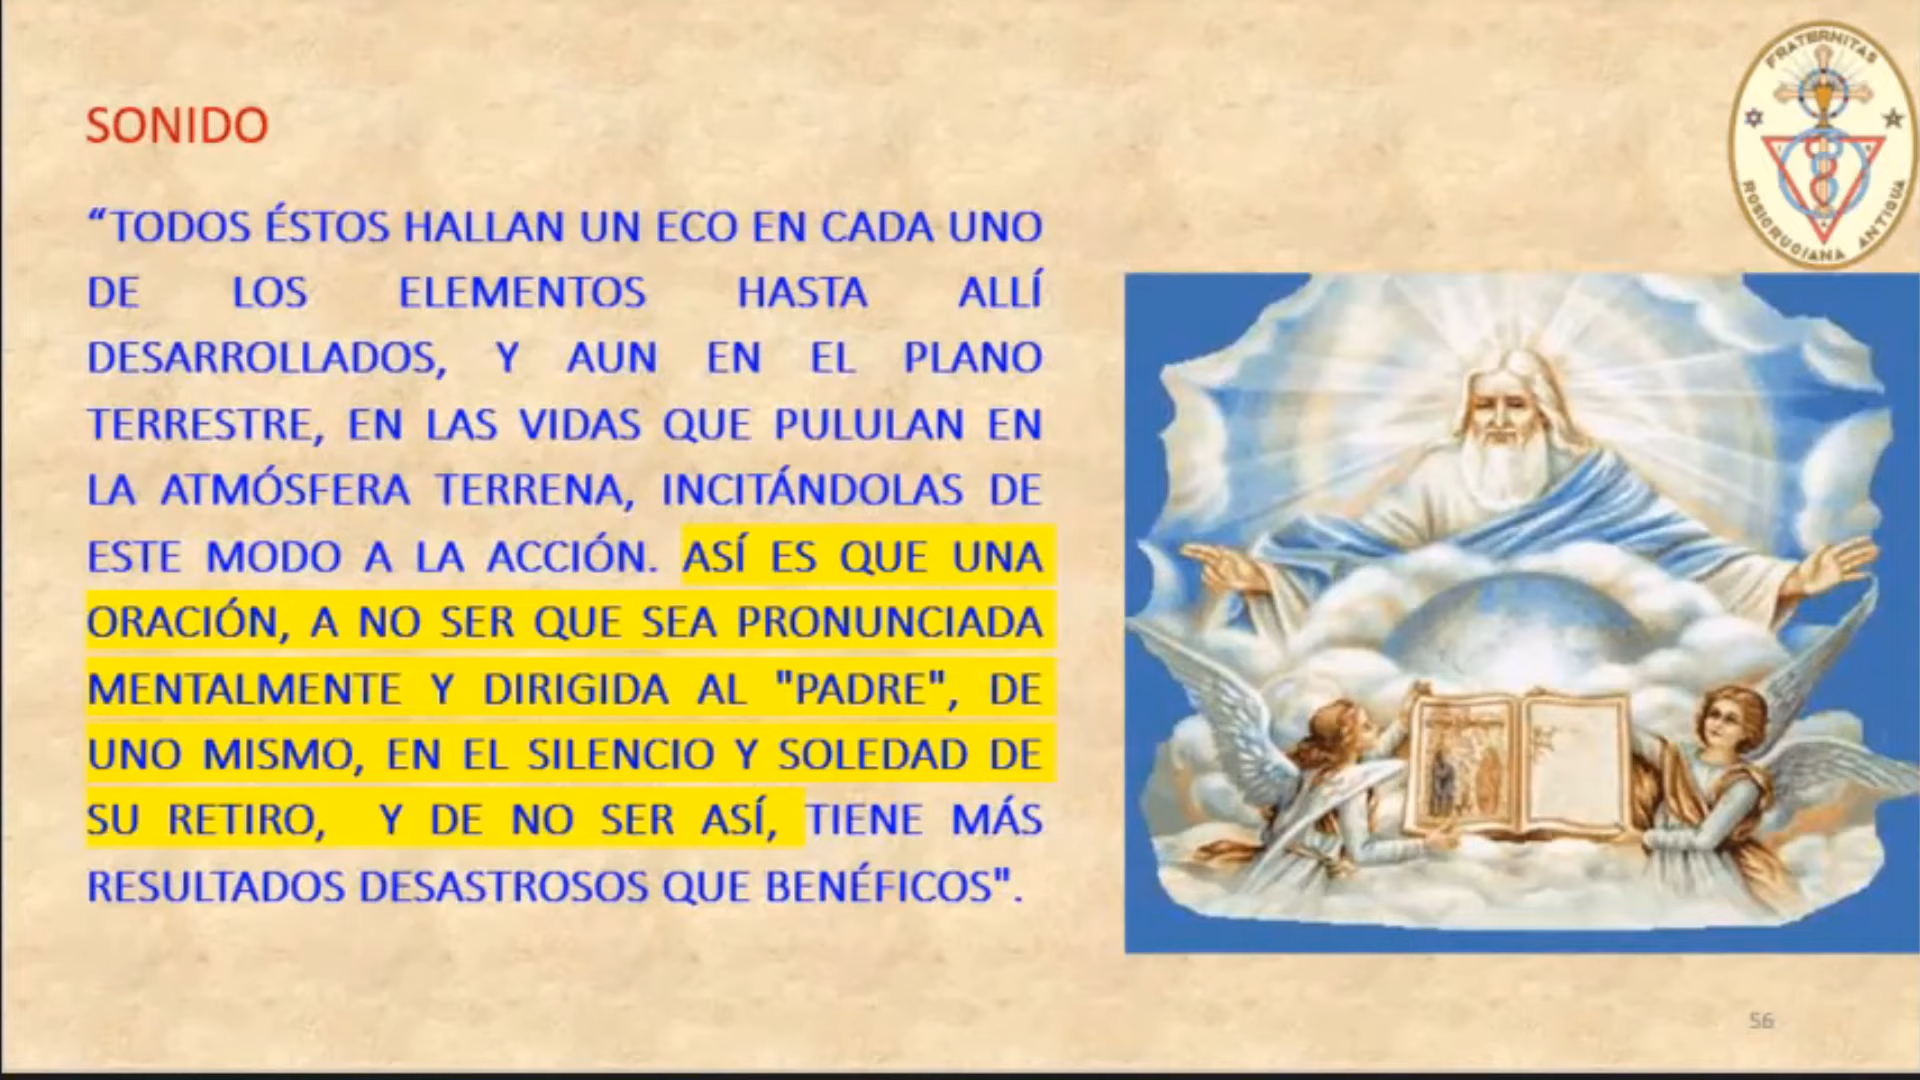 FRATERNITAS
ROSICRUCIANA ANTIQUA
SONIDO
“TODOS ÉSTOS HALLAN UN ECO EN CADA UNO
DE LOS ELEMENTOS HASTA ALLÍ
DESARROLLADOS, Y AUN EN EL PLANO
TERRESTRE, EN LAS VIDAS QUE PULULAN EN
LA ATMÓSFERA TERRENA, INCITÁNDOLAS DE
ESTE MODO A LA ACCIÓN. ASÍ ES QUE UNA
ORACIÓN, A NO SER QUE SEA PRONUNCIADA
MENTALMENTE Y DIRIGIDA AL "PADRE", DE
UNO MISMO, EN EL SILENCIO Y SOLEDAD DE
SU RETIRO, Y DE NO SER ASÍ, TIENE MÁS
RESULTADOS DESASTROSOS QUE BENÉFICOS".
56